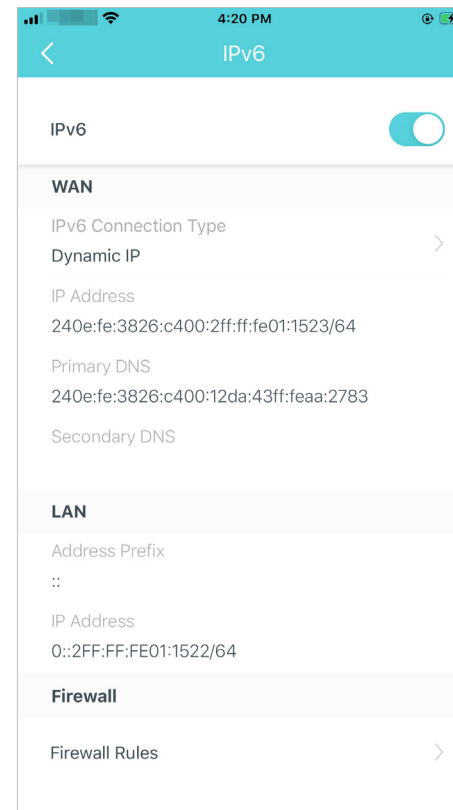 4:20 PM
IPv6
IPv6
WAN
IPv6 Connection Type
Dynamic IP
IP Address
240e:fe:3826:c400:2ff:ff:fe01:1523/64
Primary DNS
240e:fe:3826:c400:12da:43ff:feaa:2783
Secondary DNS
LAN
Address Prefix
::
IP Address
0::2FF:FF:FE01:1522/64
Firewall
Firewall Rules